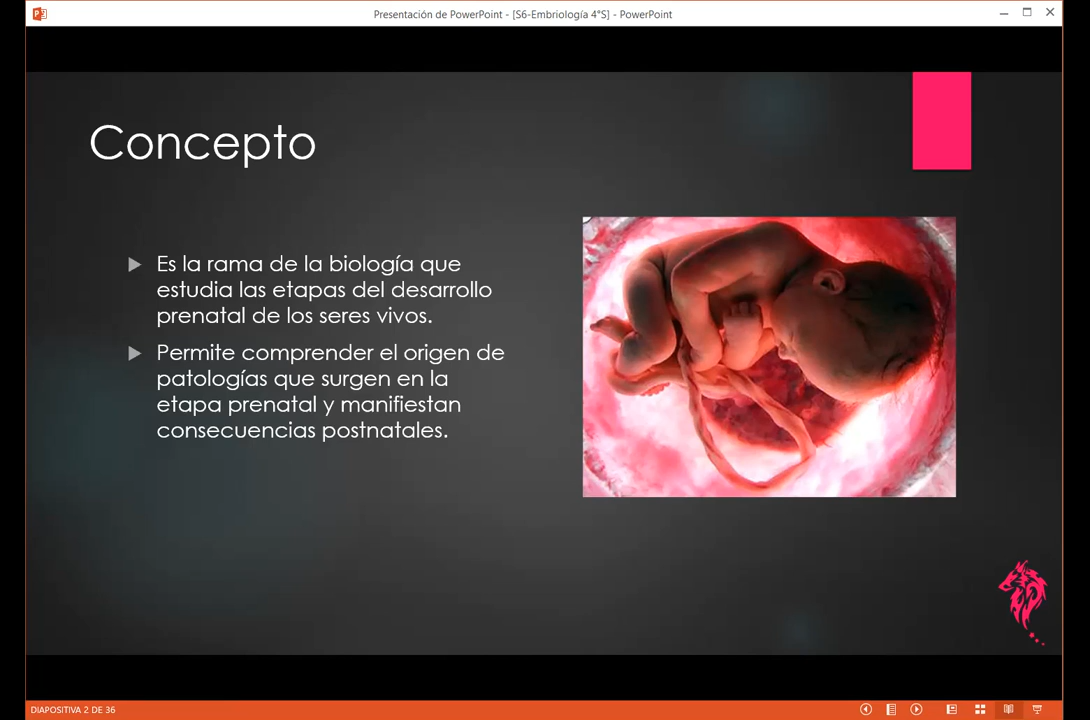 Presentación de PowerPoint - [S6-Embriología 4°S] - PowerPoint
Concepto
Es la rama de la biología que
estudia las etapas del desarrollo
prenatal de los seres vivos.
Permite comprender el origen de
patologías que surgen en la
etapa prenatal y manifiestan
consecuencias postnatales.
DIAPOSITIVA 2 DE 36